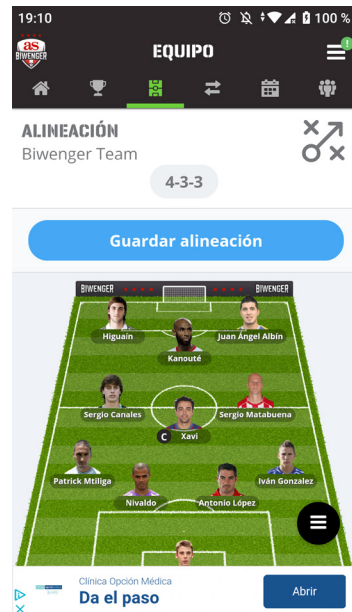 19:10
100 %
as
BIWENGER
EQUIPO
ALINEACIÓN
Biwenger Team
4-3-3
Guardar alineación
BIWENGER
BIWENGER
Higuaín
Juan Ángel Albín
Kanouté
Sergio Canales
Sergio Matabuena
C Xavi
Patrick Mtiliga
Iván Gonzalez
Nivaldo
Antonio López
Clínica Opción Médica
Da el paso
Abrir